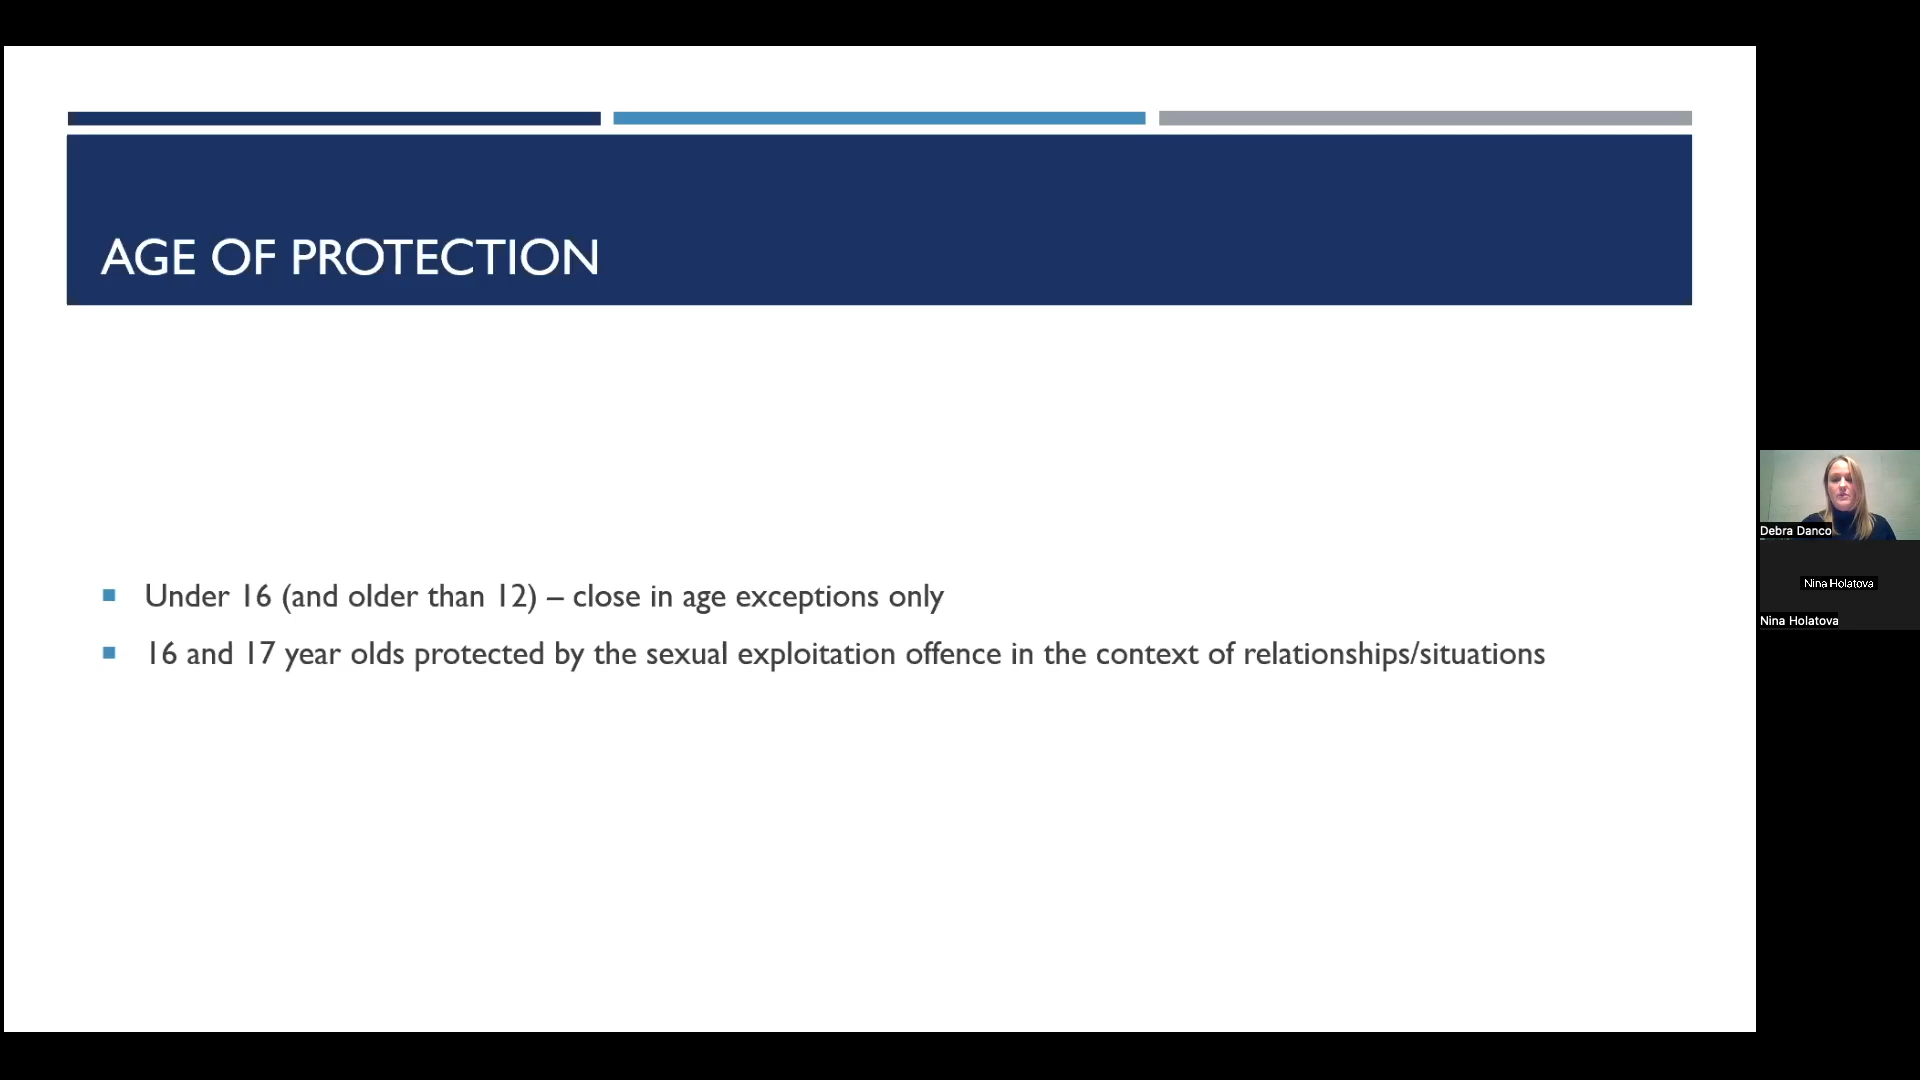 AGE OF PROTECTION
Under 16 (and older than 12) – close in age exceptions only
16 and 17 year olds protected by the sexual exploitation offence in the context of relationships/situations
Debra Danco
Nina Holatova
Nina Holatova